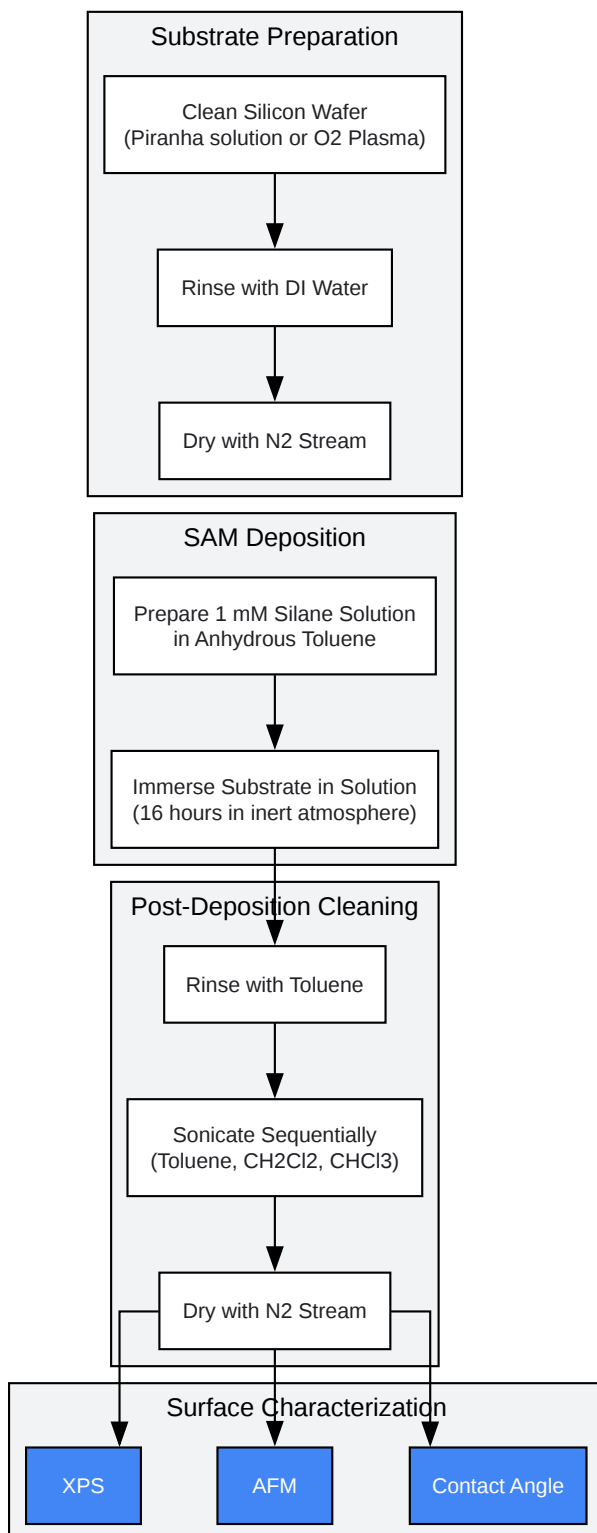 Substrate Preparation
Clean Silicon Wafer
(Piranha solution or O2 Plasma)
Rinse with DI Water
Dry with N2 Stream
SAM Deposition
Prepare 1 mM Silane Solution
in Anhydrous Toluene
Immerse Substrate in Solution
(16 hours in inert atmosphere)
Post-Deposition Cleaning
Rinse with Toluene
Sonicate Sequentially
(Toluene, CH2Cl2, CHCl3)
Dry with N2 Stream
Surface Characterization
XPS
AFM
Contact Angle